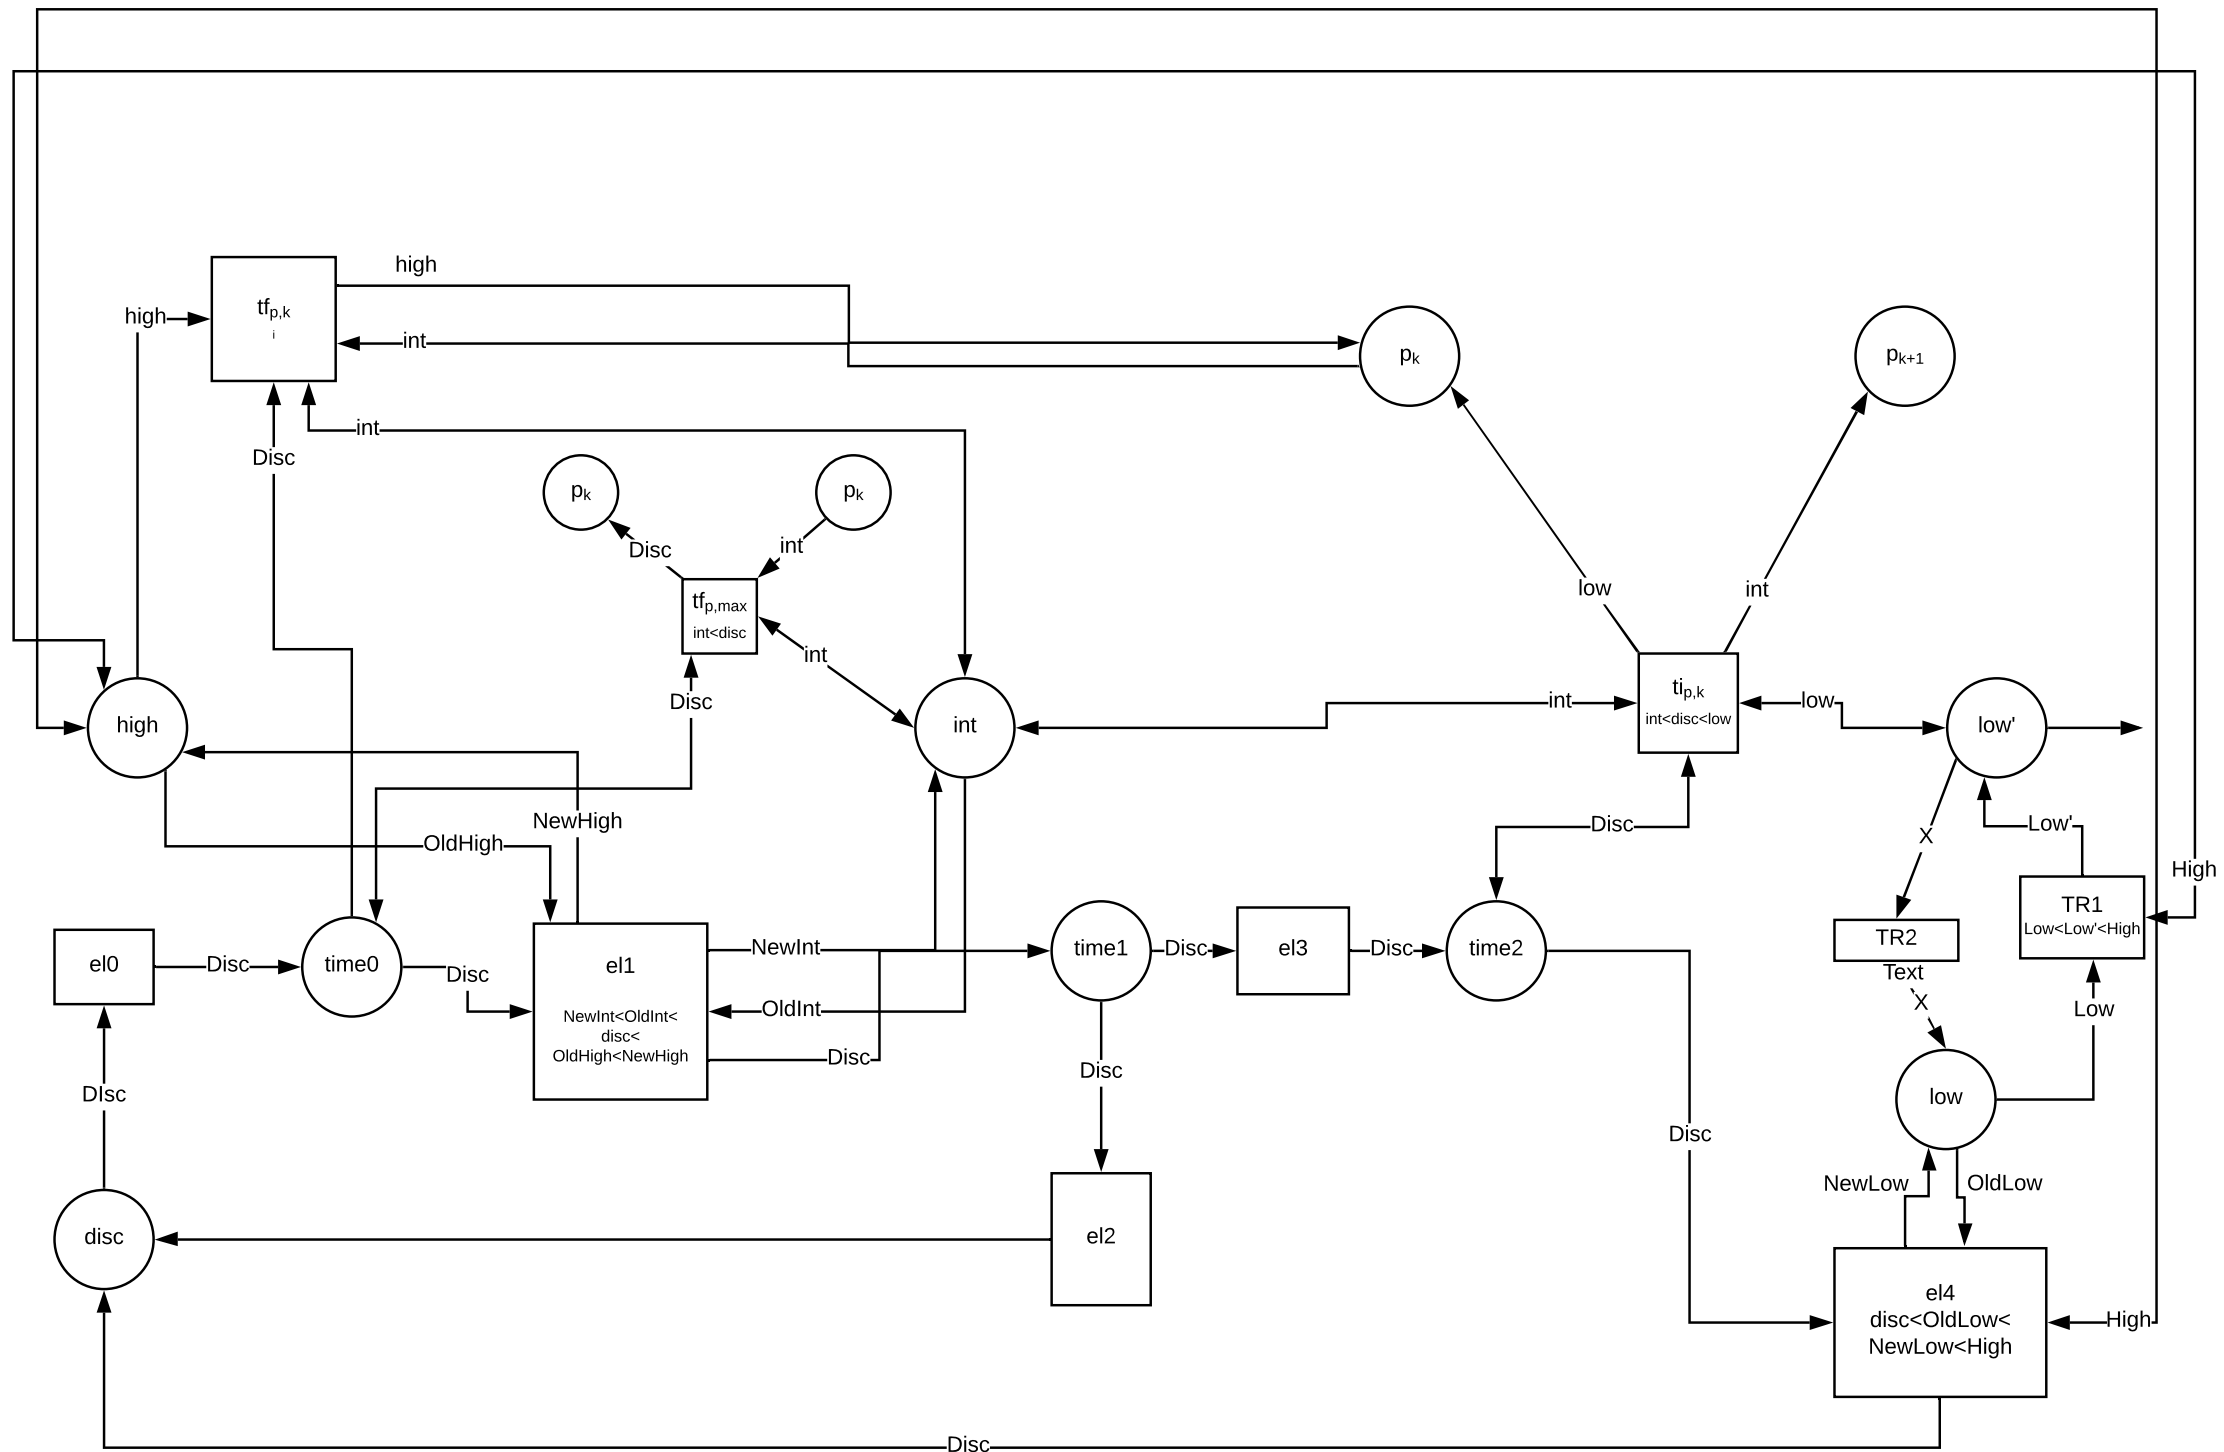 high
tfp,k
i
high
int
pk
pk+1
int
Disc
pk
pk
Disc
int
tfp,max
int<disc
low
int
int
Disc
tip,k
int<disc<low
int
low
high
int
low'
NewHigh
OldHigh
Disc
X
Low'
High
TR1
Low<Low'<High
TR2
Text
X
Low
el0
Disc
time0
Disc
el1
NewInt<OldInt<
disc<
OldHigh<NewHigh
NewInt
OldInt
Disc
time1
Disc
el3
Disc
time2
Disc
DIsc
Disc
low
NewLow
OldLow
disc
el2
el4
disc<OldLow<
NewLow<High
High
Disc